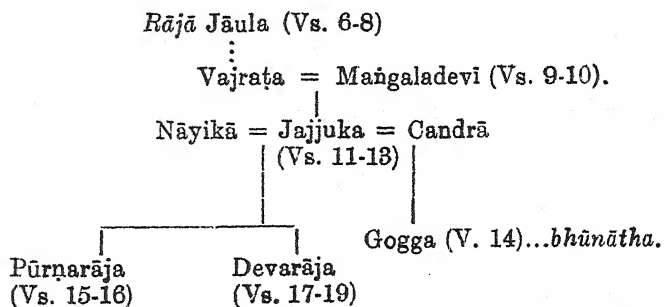 Rājā Jāula (Vs. 6-8)
Vajraṭa = Maṅgaladevi (Vs. 9-10).
Nāyikā = Jajjuka = Candrā
(Vs. 11-13)
Gogga (V. 14)...bhūnātha.
Pūrṇarāja Devarāja
(Vs. 15-16) (Vs. 17-19)